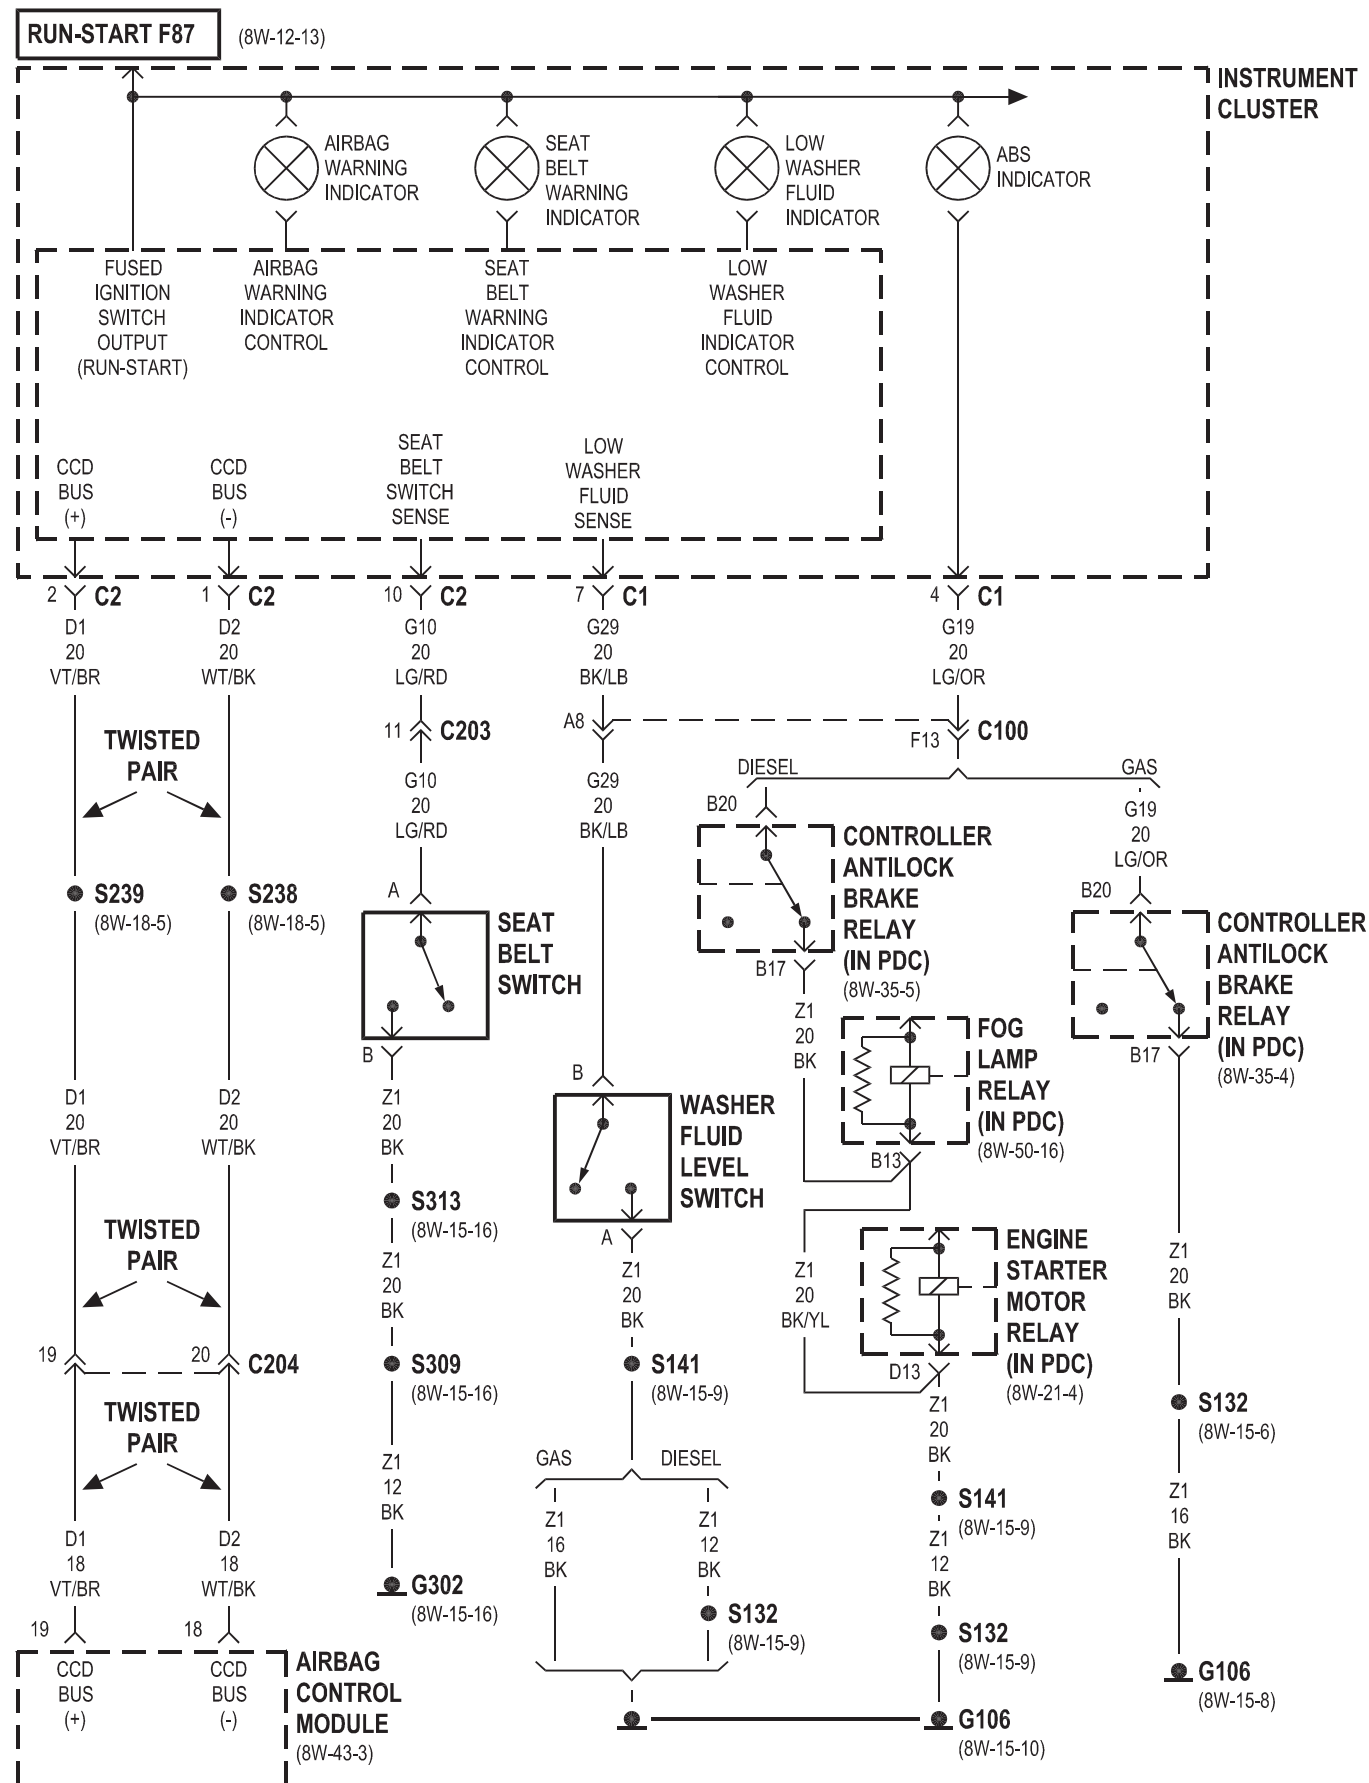 RUN-START F87 (8W-12-13)
INSTRUMENT
CLUSTER
AIRBAG
WARNING
INDICATOR
SEAT
BELT
WARNING
INDICATOR
LOW
WASHER
FLUID
INDICATOR
ABS
INDICATOR
FUSED
IGNITION
SWITCH
OUTPUT
(RUN-START)
AIRBAG
WARNING
INDICATOR
CONTROL
SEAT
BELT
WARNING
INDICATOR
CONTROL
LOW
WASHER
FLUID
INDICATOR
CONTROL
CCD
BUS
(+)
CCD
BUS
(-)
SEAT
BELT
SWITCH
SENSE
LOW
WASHER
FLUID
SENSE
2 C2
1 C2
10 C2
7 C1
4 C1
D1
20
VT/BR
D2
20
WT/BK
G10
20
LG/RD
G29
20
BK/LB
G19
20
LG/OR
TWISTED
PAIR
11 C203
A8
F13 C100
G10
20
LG/RD
G29
20
BK/LB
DIESEL
GAS
B20
G19
20
LG/OR
B20
CONTROLLER
ANTILOCK
BRAKE
RELAY
(IN PDC)
(8W-35-5)
CONTROLLER
ANTILOCK
BRAKE
RELAY
(IN PDC)
(8W-35-4)
S239
(8W-18-5)
S238
(8W-18-5)
A
SEAT
BELT
SWITCH
B
B17
Z1
20
BK
B17
FOG
LAMP
RELAY
(IN PDC)
(8W-50-16)
B13
D1
20
VT/BR
D2
20
WT/BK
Z1
20
BK
B
WASHER
FLUID
LEVEL
SWITCH
A
S313
(8W-15-16)
TWISTED
PAIR
Z1
20
BK
Z1
20
BK
Z1
20
BK/YL
ENGINE
STARTER
MOTOR
RELAY
(IN PDC)
(8W-21-4)
D13
Z1
20
BK
19
20 C204
S309
(8W-15-16)
S141
(8W-15-9)
Z1
20
BK
S132
(8W-15-6)
TWISTED
PAIR
Z1
12
BK
GAS
DIESEL
Z1
16
BK
Z1
12
BK
S141
(8W-15-9)
Z1
12
BK
Z1
16
BK
D1
18
VT/BR
D2
18
WT/BK
G302
(8W-15-16)
S132
(8W-15-9)
S132
(8W-15-9)
19
18
CCD
BUS
(+)
CCD
BUS
(-)
AIRBAG
CONTROL
MODULE
(8W-43-3)
G106
(8W-15-10)
G106
(8W-15-8)